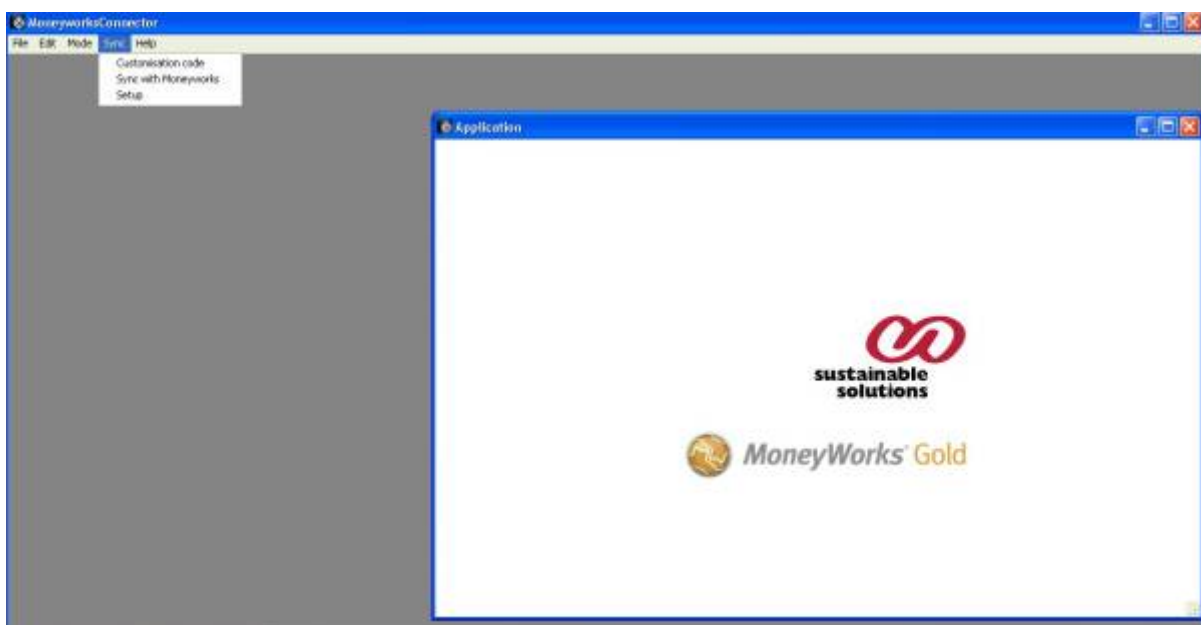 MoneyworksConnector
File Edit Mode Sync Help
Customisation code
Sync with Moneyworks
Setup
Application
sustainable
solutions
MoneyWorks Gold